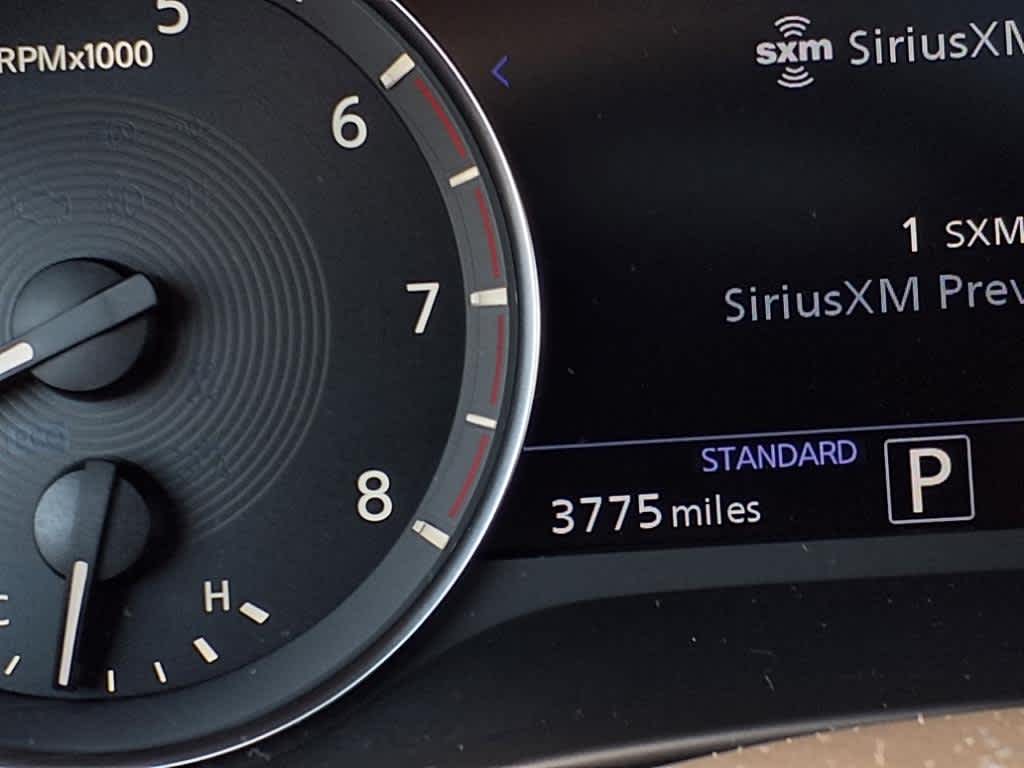 5
RPMx1000
6
7
8
C
H
sxm SiriusXM
1 SXM
SiriusXM Prev
STANDARD
P
3775 miles